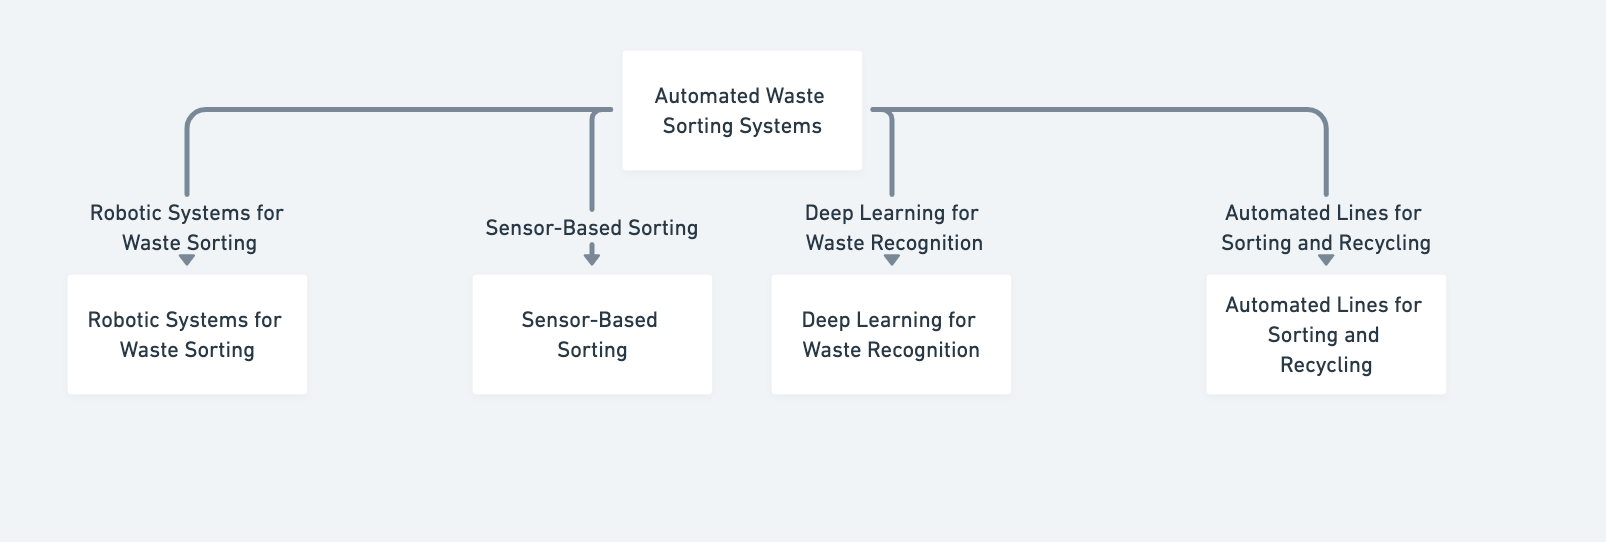 Automated Waste
Sorting Systems
Robotic Systems for
Waste Sorting
Sensor-Based Sorting
Deep Learning for
Waste Recognition
Automated Lines for
Sorting and Recycling
Robotic Systems for
Waste Sorting
Sensor-Based
Sorting
Deep Learning for
Waste Recognition
Automated Lines for
Sorting and
Recycling